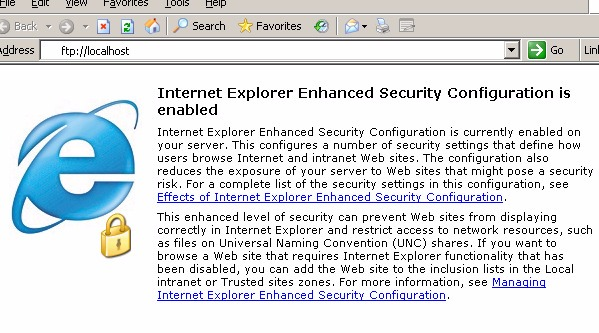 File Edit View Favorites Tools Help
Back Search Favorites
Address ftp://localhost Go
Internet Explorer Enhanced Security Configuration is
enabled
Internet Explorer Enhanced Security Configuration is currently enabled on
your server. This configures a number of security settings that define how
users browse Internet and intranet Web sites. The configuration also
reduces the exposure of your server to Web sites that might pose a security
risk. For a complete list of the security settings in this configuration, see
Effects of Internet Explorer Enhanced Security Configuration.
This enhanced level of security can prevent Web sites from displaying
correctly in Internet Explorer and restrict access to network resources, such
as files on Universal Naming Convention (UNC) shares. If you want to
browse a Web site that requires Internet Explorer functionality that has
been disabled, you can add the Web site to the inclusion lists in the Local
intranet or Trusted sites zones. For more information, see Managing
Internet Explorer Enhanced Security Configuration.